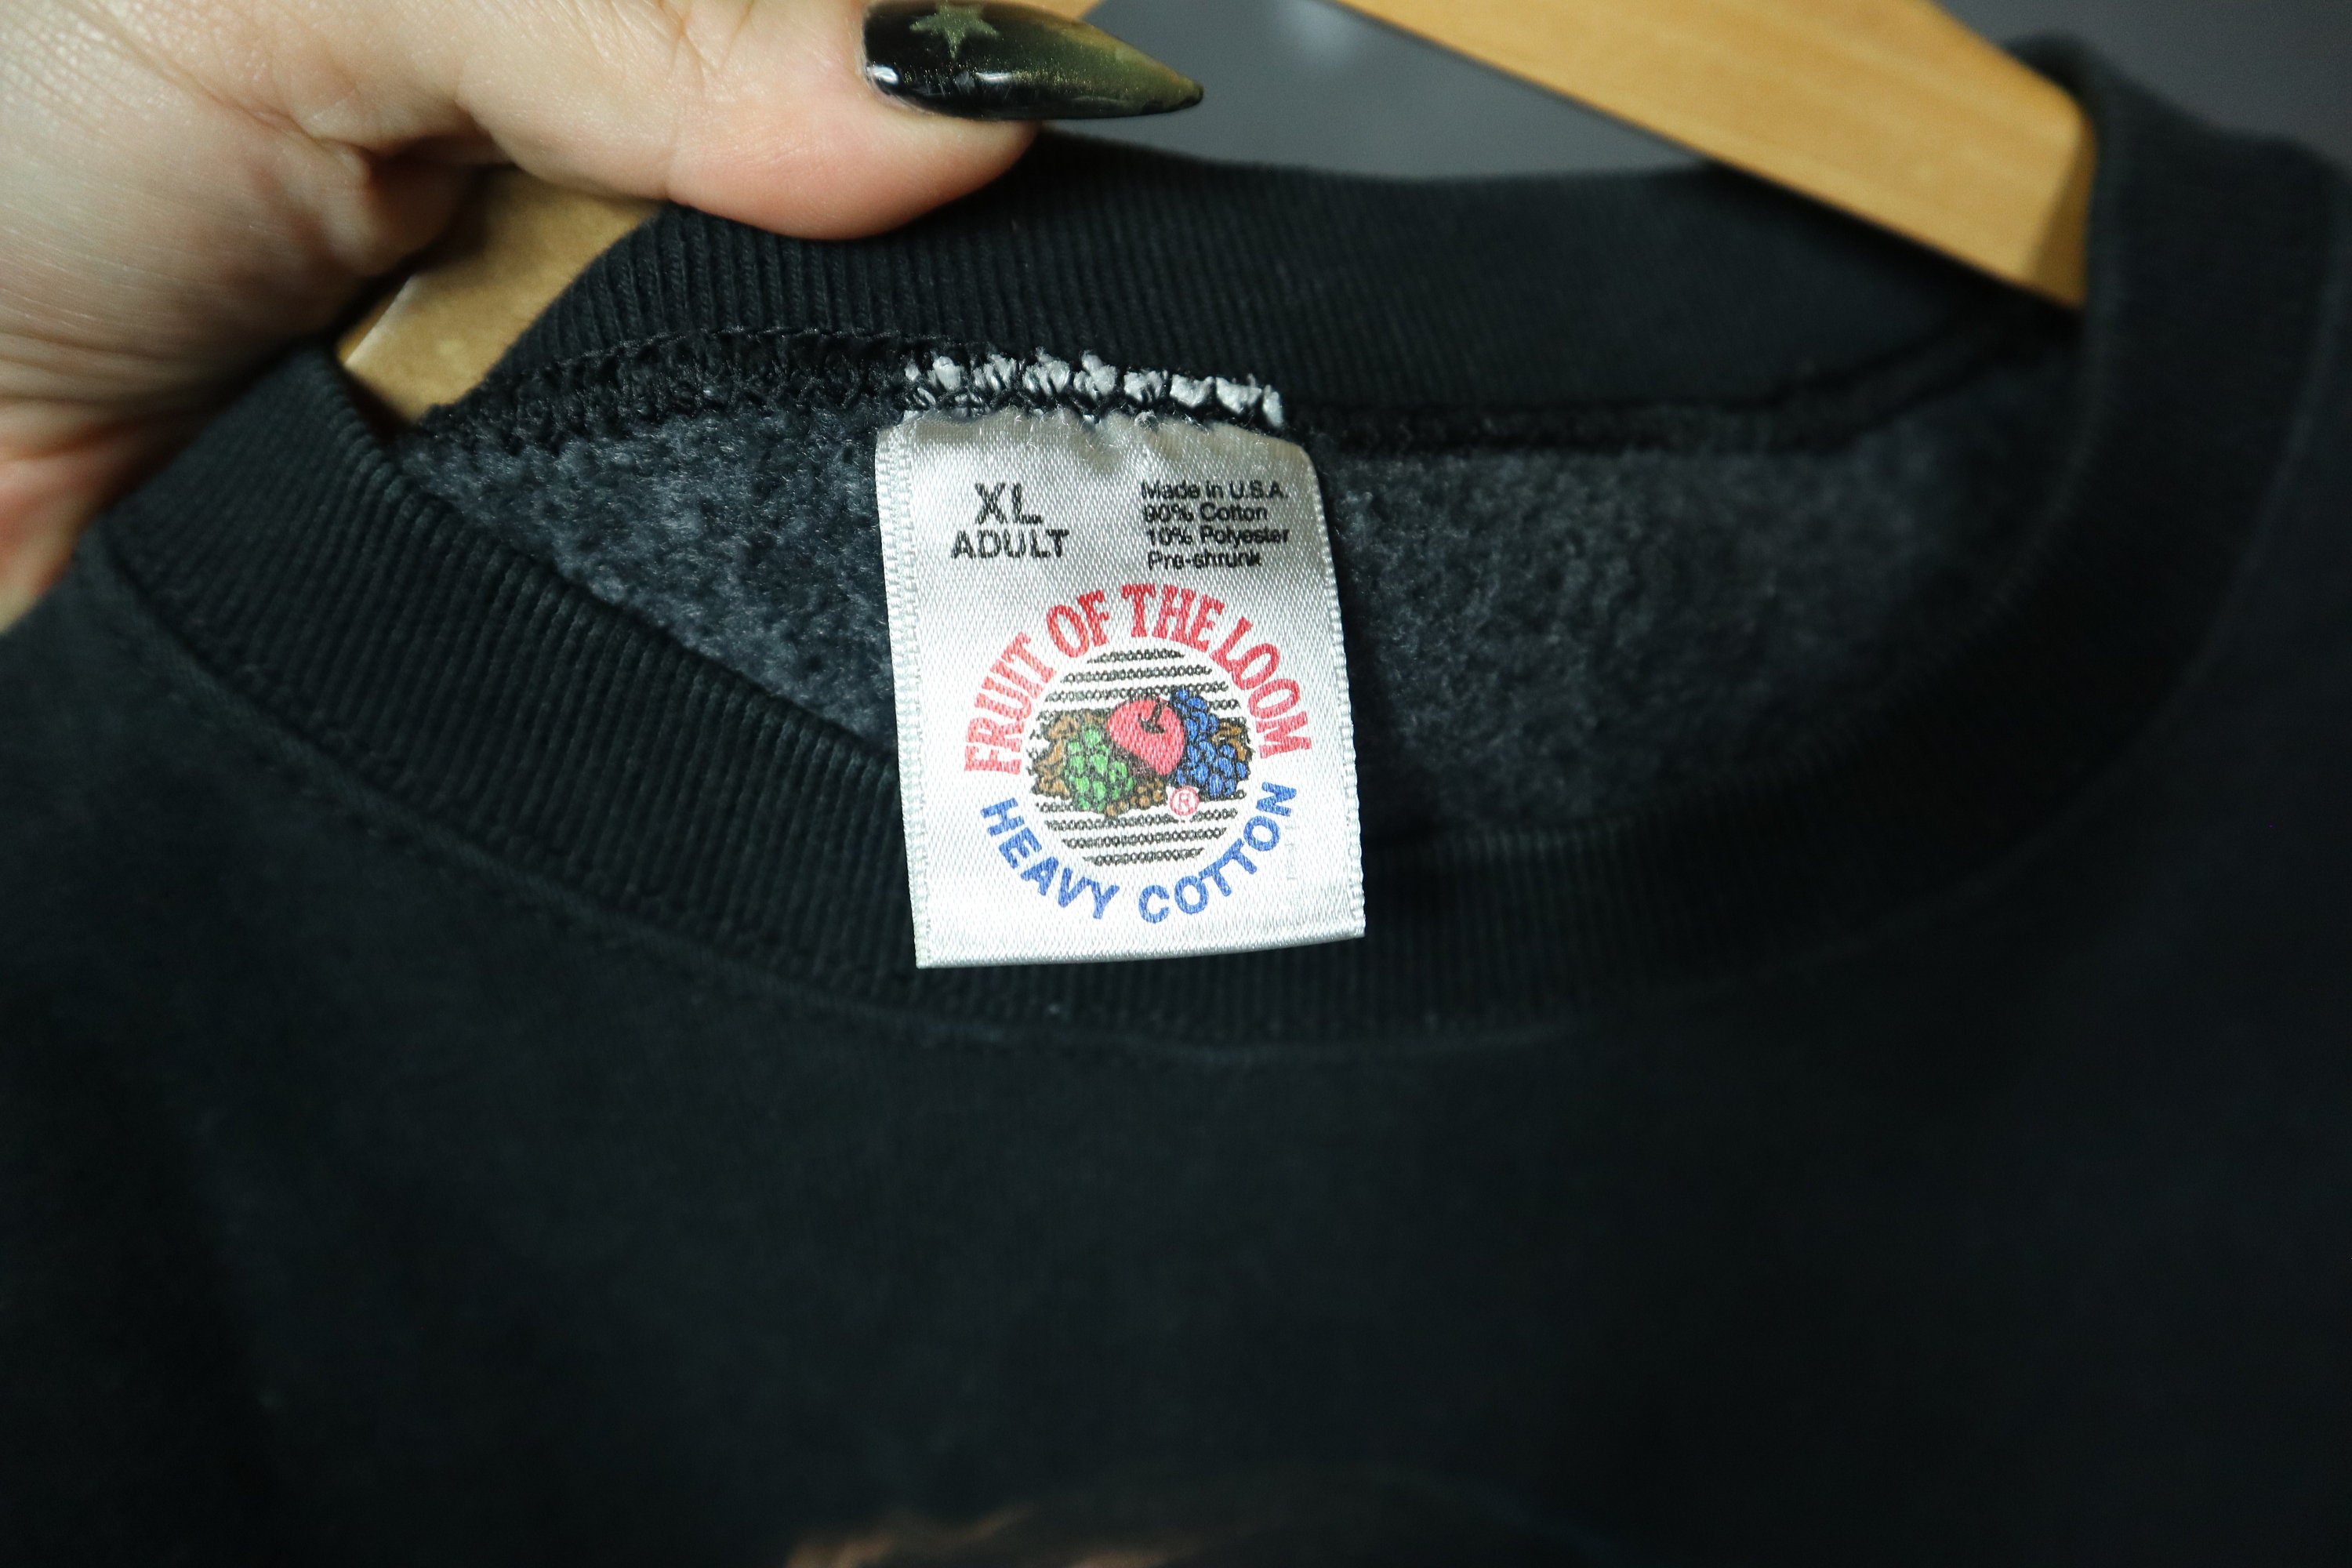 XL
ADULT
Made in U.S.A.
90% Cotton
10% Polyester
Pre-shrunk
FRUIT OF THE LOOM
®
HEAVY COTTON